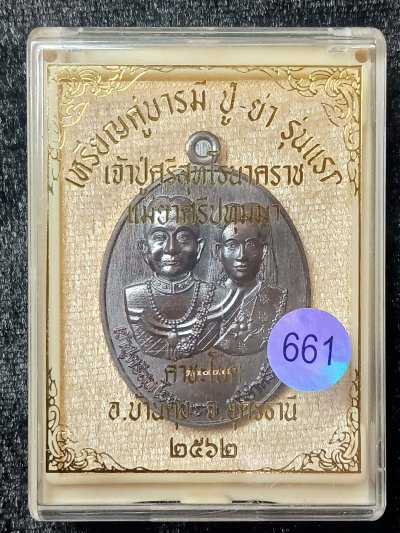 เหรียญคู่บารมี ปู่-ย่า รุ่นแรก
เจ้าปู่ศรีสุทโธนาคราช
แม่ย่าศรีปทุมมา
661
คำชะโนด
อ.บ้านดุง จ.อุดรธานี
๒๕๖๒